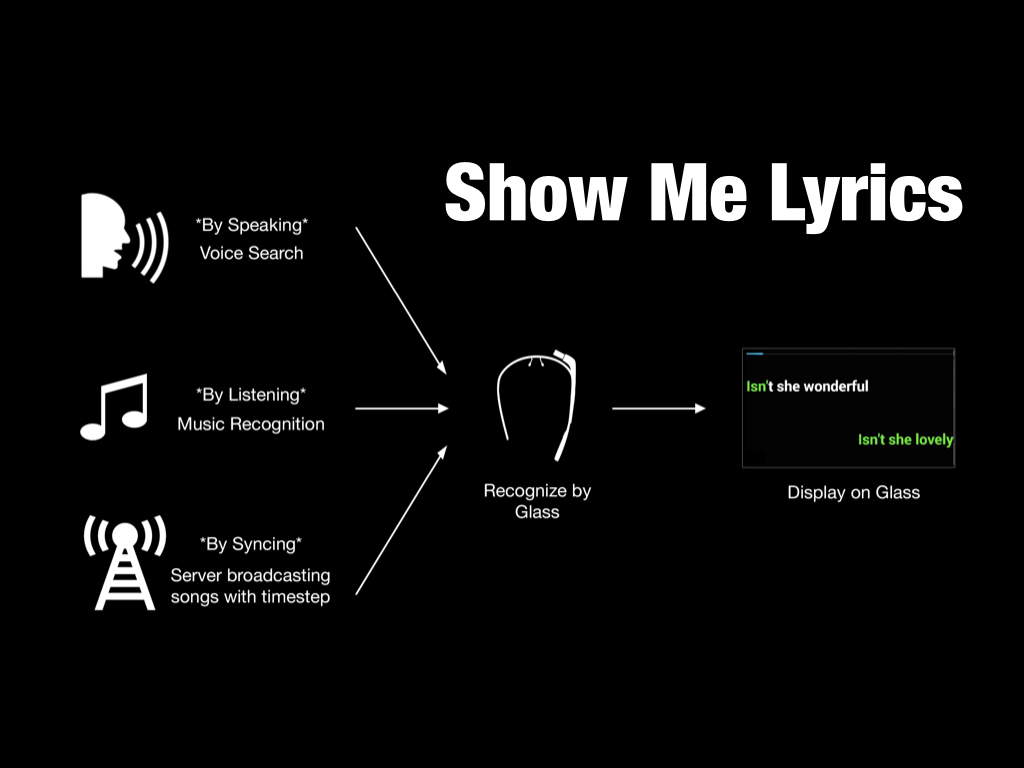 Show Me Lyrics
*By Speaking*
Voice Search
*By Listening*
Music Recognition
*By Syncing*
Server broadcasting
songs with timestep
Recognize by
Glass
Isn't she wonderful
Isn't she lovely
Display on Glass